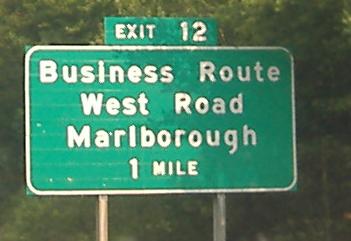 EXIT 12
Business Route
West Road
Marlborough
1 MILE